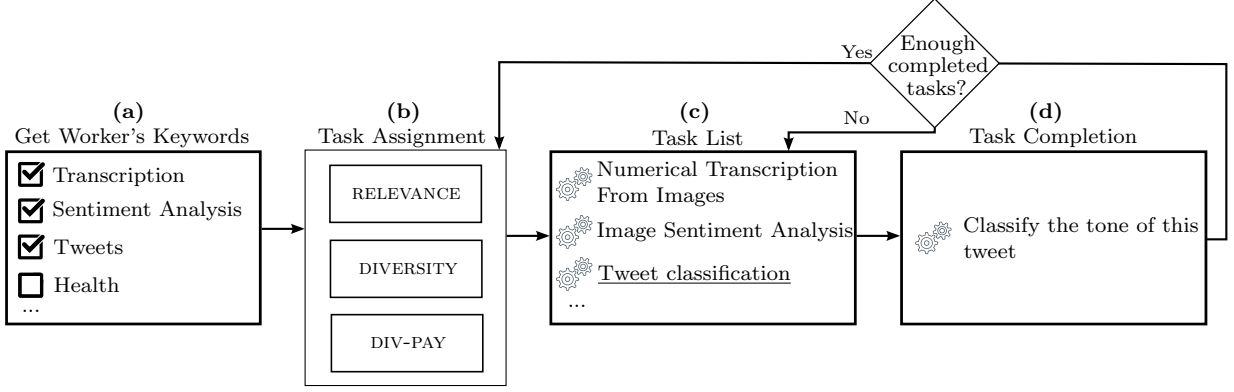 Yes
Enough
completed
tasks?
No
(a)
Get Worker's Keywords
Transcription
Sentiment Analysis
Tweets
Health
...
(b)
Task Assignment
RELEVANCE
DIVERSITY
DIV-PAY
(c)
Task List
Numerical Transcription
From Images
Image Sentiment Analysis
Tweet classification
...
(d)
Task Completion
Classify the tone of this
tweet